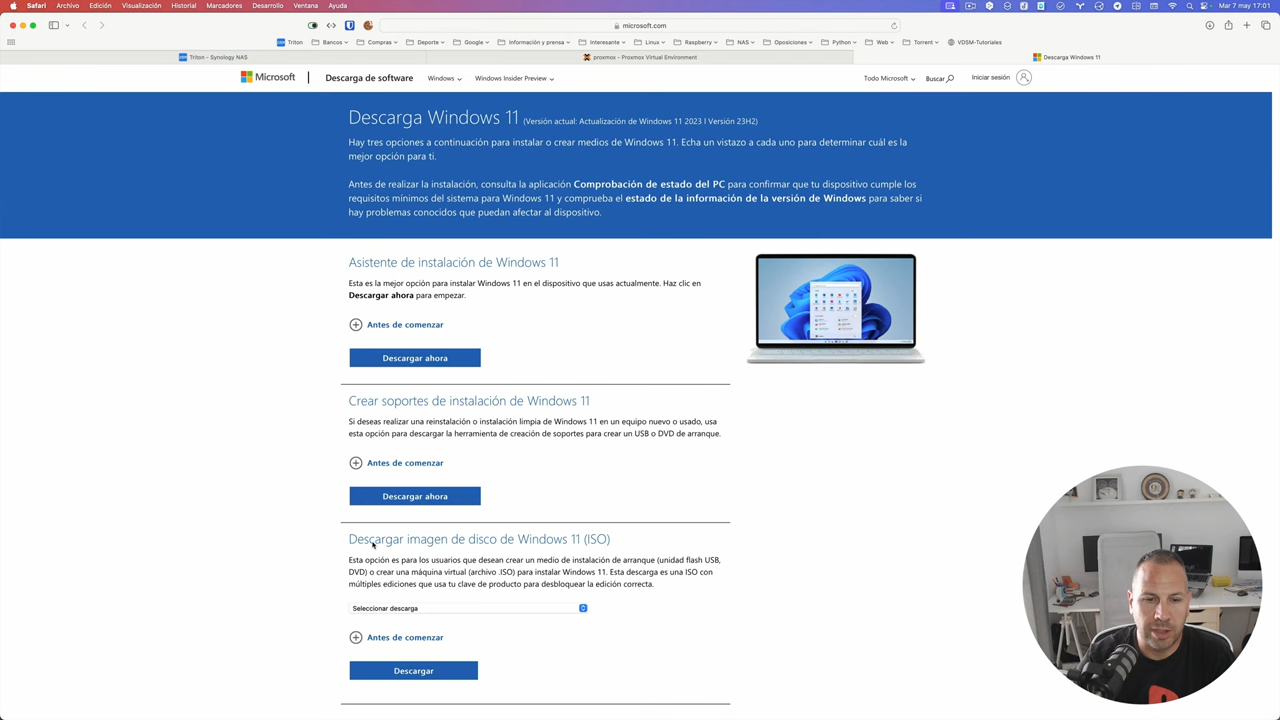 Safari Archivo Edición Visualización Historial Marcadores Desarrollo Ventana Ayuda
Mar 7 may 17:01
microsoft.com
Triton Bancos Compras Deporte Google Información y prensa Interesante Linux Raspberry NAS Oposiciones Python Web Torrent VDSM-Tutoriales
Triton - Synology NAS
proxmox - Proxmox Virtual Environment
Descarga Windows 11
Microsoft
Descarga de software
Windows
Windows Insider Preview
Todo Microsoft
Buscar
Iniciar sesión
Descarga Windows 11 (Versión actual: Actualización de Windows 11 2023 l Versión 23H2)
Hay tres opciones a continuación para instalar o crear medios de Windows 11. Echa un vistazo a cada uno para determinar cuál es la
mejor opción para ti.
Antes de realizar la instalación, consulta la aplicación Comprobación de estado del PC para confirmar que tu dispositivo cumple los
requisitos mínimos del sistema para Windows 11 y comprueba el estado de la información de la versión de Windows para saber si
hay problemas conocidos que puedan afectar al dispositivo.
Asistente de instalación de Windows 11
Esta es la mejor opción para instalar Windows 11 en el dispositivo que usas actualmente. Haz clic en
Descargar ahora para empezar.
Antes de comenzar
Descargar ahora
Crear soportes de instalación de Windows 11
Si deseas realizar una reinstalación o instalación limpia de Windows 11 en un equipo nuevo o usado, usa
esta opción para descargar la herramienta de creación de soportes para crear un USB o DVD de arranque.
Antes de comenzar
Descargar ahora
Descargar imagen de disco de Windows 11 (ISO)
Esta opción es para los usuarios que desean crear un medio de instalación de arranque (unidad flash USB,
DVD) o crear una máquina virtual (archivo .ISO) para instalar Windows 11. Esta descarga es una ISO con
múltiples ediciones que usa tu clave de producto para desbloquear la edición correcta.
Seleccionar descarga
Antes de comenzar
Descargar